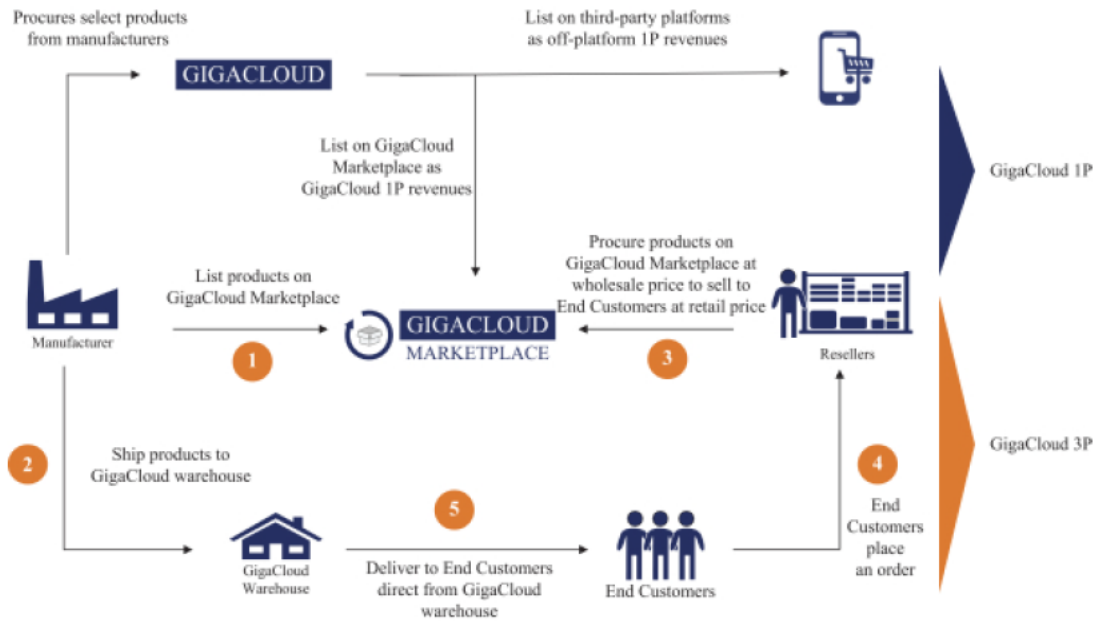 Procures select products
from manufacturers
List on third-party platforms
as off-platform 1P revenues
GIGACLOUD
List on GigaCloud
Marketplace as
GigaCloud 1P revenues
GigaCloud 1P
List products on
GigaCloud Marketplace
Procure products on
GigaCloud Marketplace at
wholesale price to sell to
End Customers at retail price
Manufacturer
GIGACLOUD
MARKETPLACE
Resellers
1
3
2
Ship products to
GigaCloud warehouse
4
GigaCloud 3P
End
Customers
place
an order
5
GigaCloud
Warehouse
Deliver to End Customers
direct from GigaCloud
warehouse
End Customers